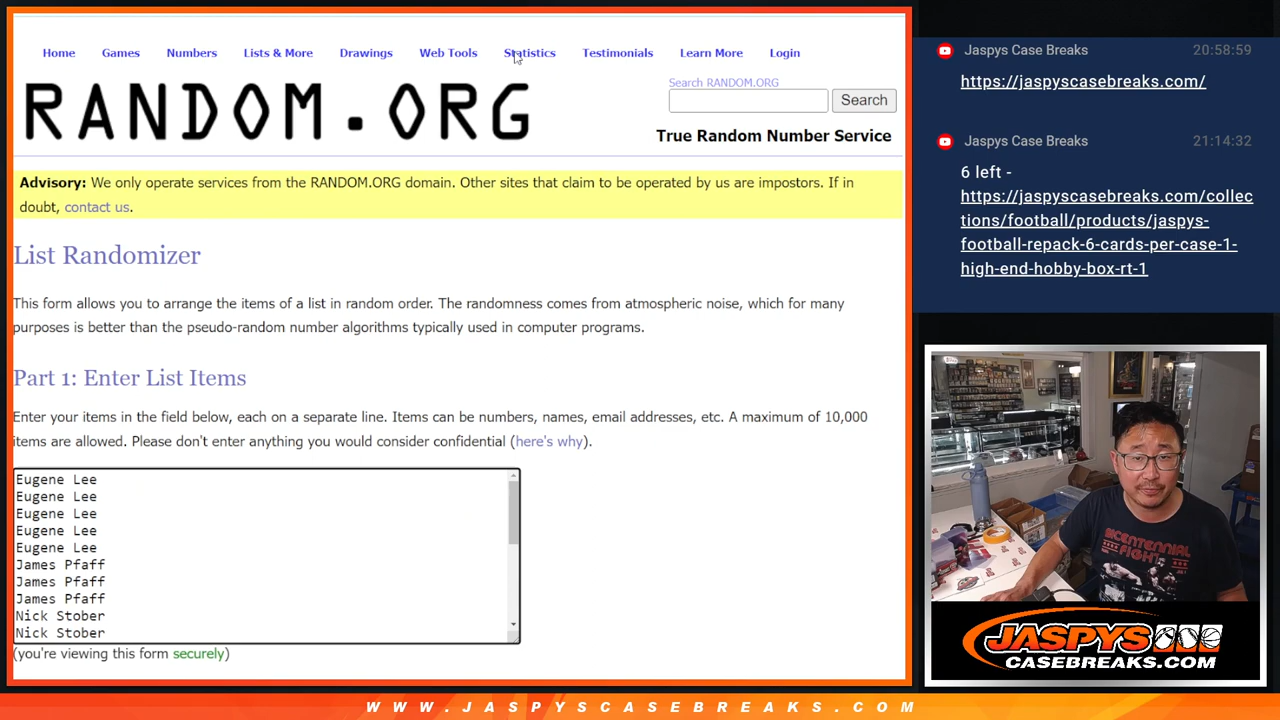 Home Games Numbers Lists & More Drawings Web Tools Statistics Testimonials Learn More Login
RANDOM.ORG
Search RANDOM.ORG
Search
True Random Number Service
Advisory: We only operate services from the RANDOM.ORG domain. Other sites that claim to be operated by us are impostors. If in
doubt, contact us.
List Randomizer
This form allows you to arrange the items of a list in random order. The randomness comes from atmospheric noise, which for many
purposes is better than the pseudo-random number algorithms typically used in computer programs.
Part 1: Enter List Items
Enter your items in the field below, each on a separate line. Items can be numbers, names, email addresses, etc. A maximum of 10,000
items are allowed. Please don't enter anything you would consider confidential (here's why).
Eugene Lee
Eugene Lee
Eugene Lee
Eugene Lee
Eugene Lee
James Pfaff
James Pfaff
James Pfaff
Nick Stober
Nick Stober
(you're viewing this form securely)
Jaspys Case Breaks 20:58:59
https://jaspyscasebreaks.com/
Jaspys Case Breaks 21:14:32
6 left -
https://jaspyscasebreaks.com/collec
tions/football/products/jaspys-
football-repack-6-cards-per-case-1-
high-end-hobby-box-rt-1
BICENTENNIAL
FIGHT
JASPYS
CASEBREAKS.COM
WWW.JASPYSCASEBREAKS.COM